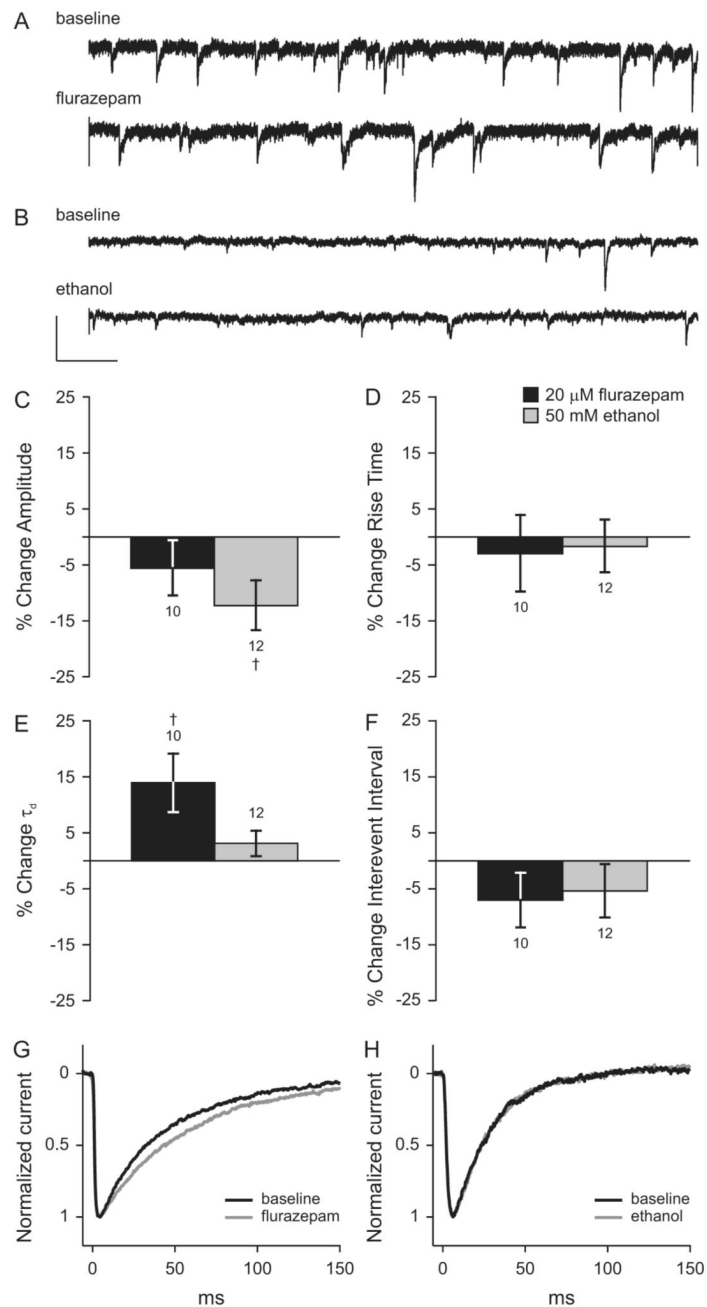 A
baseline
flurazepam
B
baseline
ethanol
C
% Change Amplitude
25
15
5
-5
-15
-25
10
12
†
D
20 μM flurazepam
50 mM ethanol
% Change Rise Time
25
15
5
-5
-15
-25
10
12
E
% Change τd
25
15
5
-5
-15
-25
†
10
12
F
% Change Interevent Interval
25
15
5
-5
-15
-25
10
12
G
Normalized current
0
0.5
1
baseline
flurazepam
0 50 100 150
ms
H
Normalized current
0
0.5
1
baseline
ethanol
0 50 100 150
ms